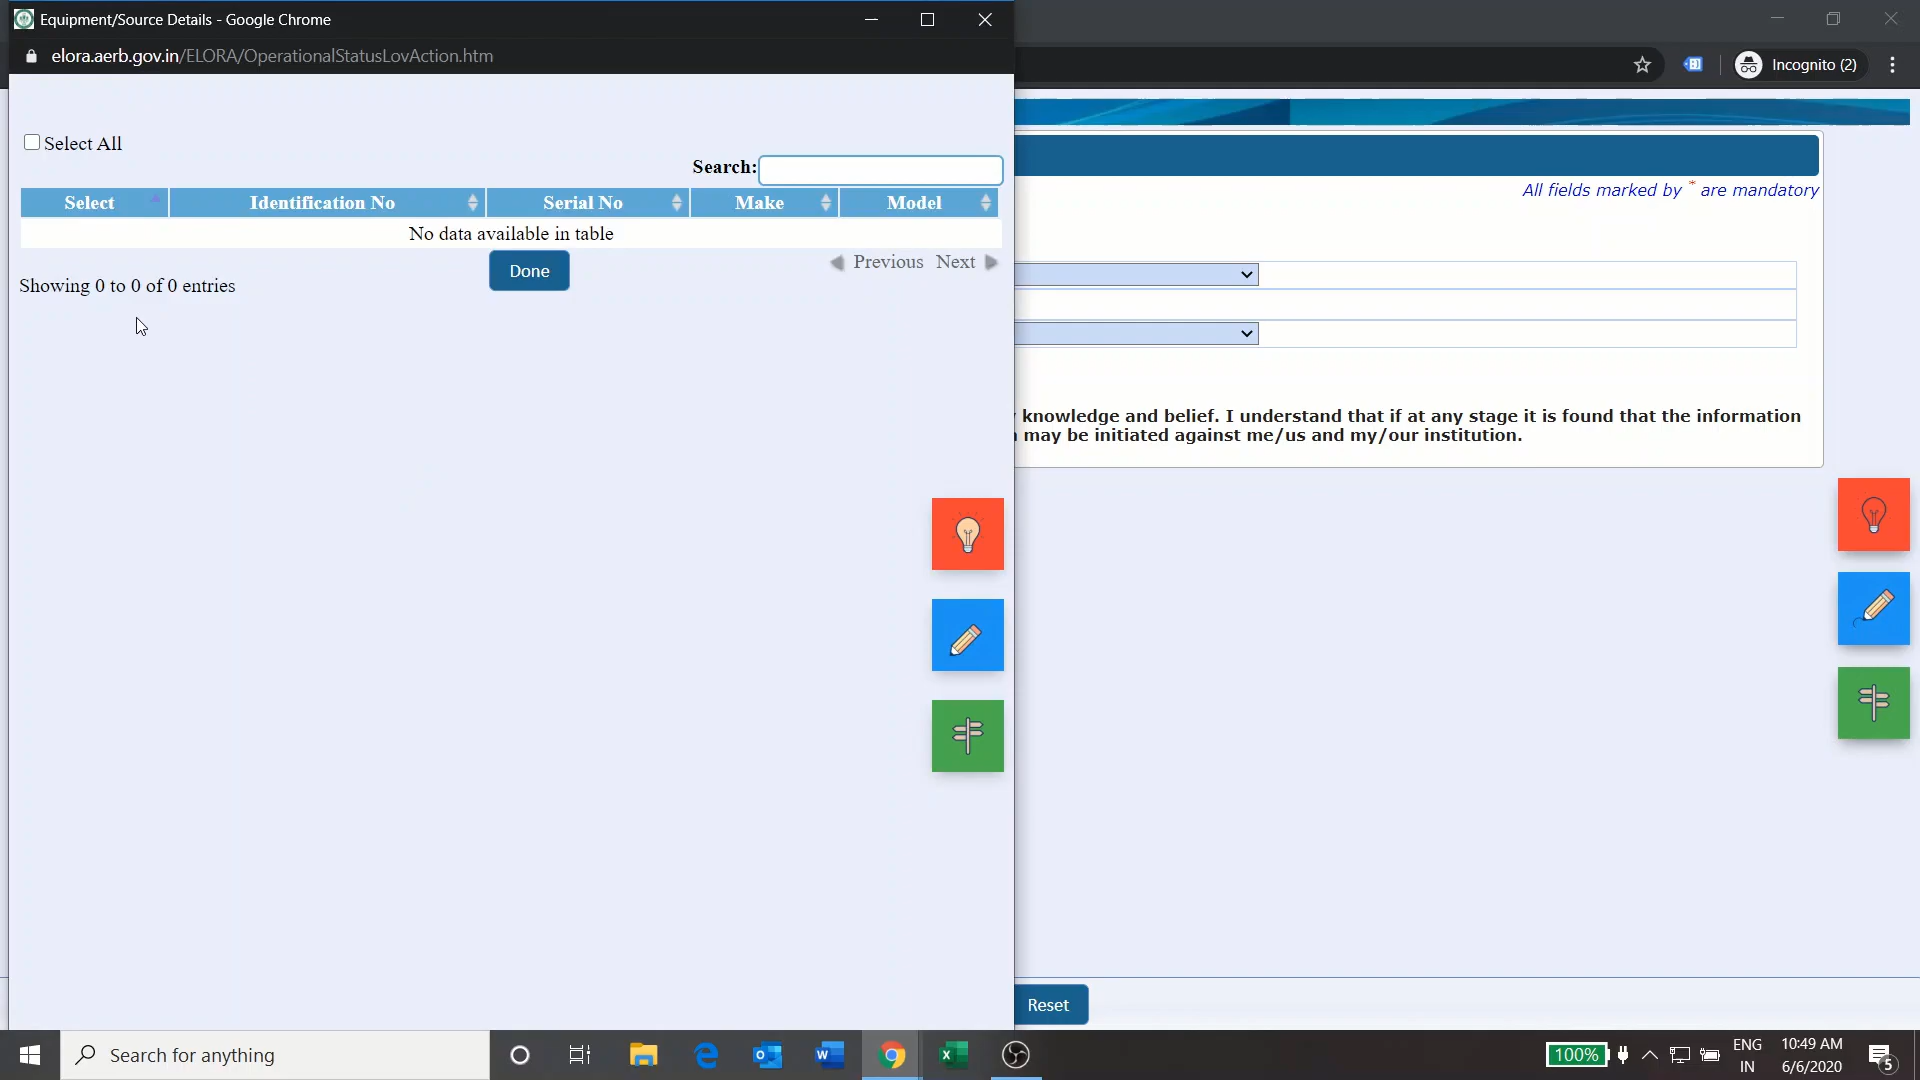 Equipment/Source Details - Google Chrome
elora.aerb.gov.in/ELORA/OperationalStatusLovAction.htm
Incognito (2)
Select All
Search:
Select Identification No Serial No Make Model
No data available in table
Previous Next
Done
Showing 0 to 0 of 0 entries
All fields marked by * are mandatory
knowledge and belief. I understand that if at any stage it is found that the information
may be initiated against me/us and my/our institution.
Reset
Search for anything
100%
ENG
IN
10:49 AM
6/6/2020
5